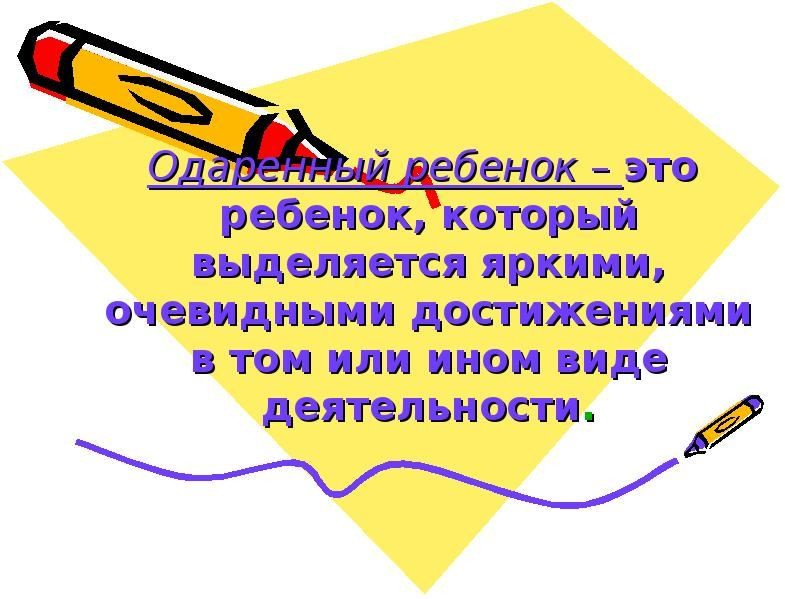 Одаренный ребенок – это
ребенок, который
выделяется яркими,
очевидными достижениями
в том или ином виде
деятельности.